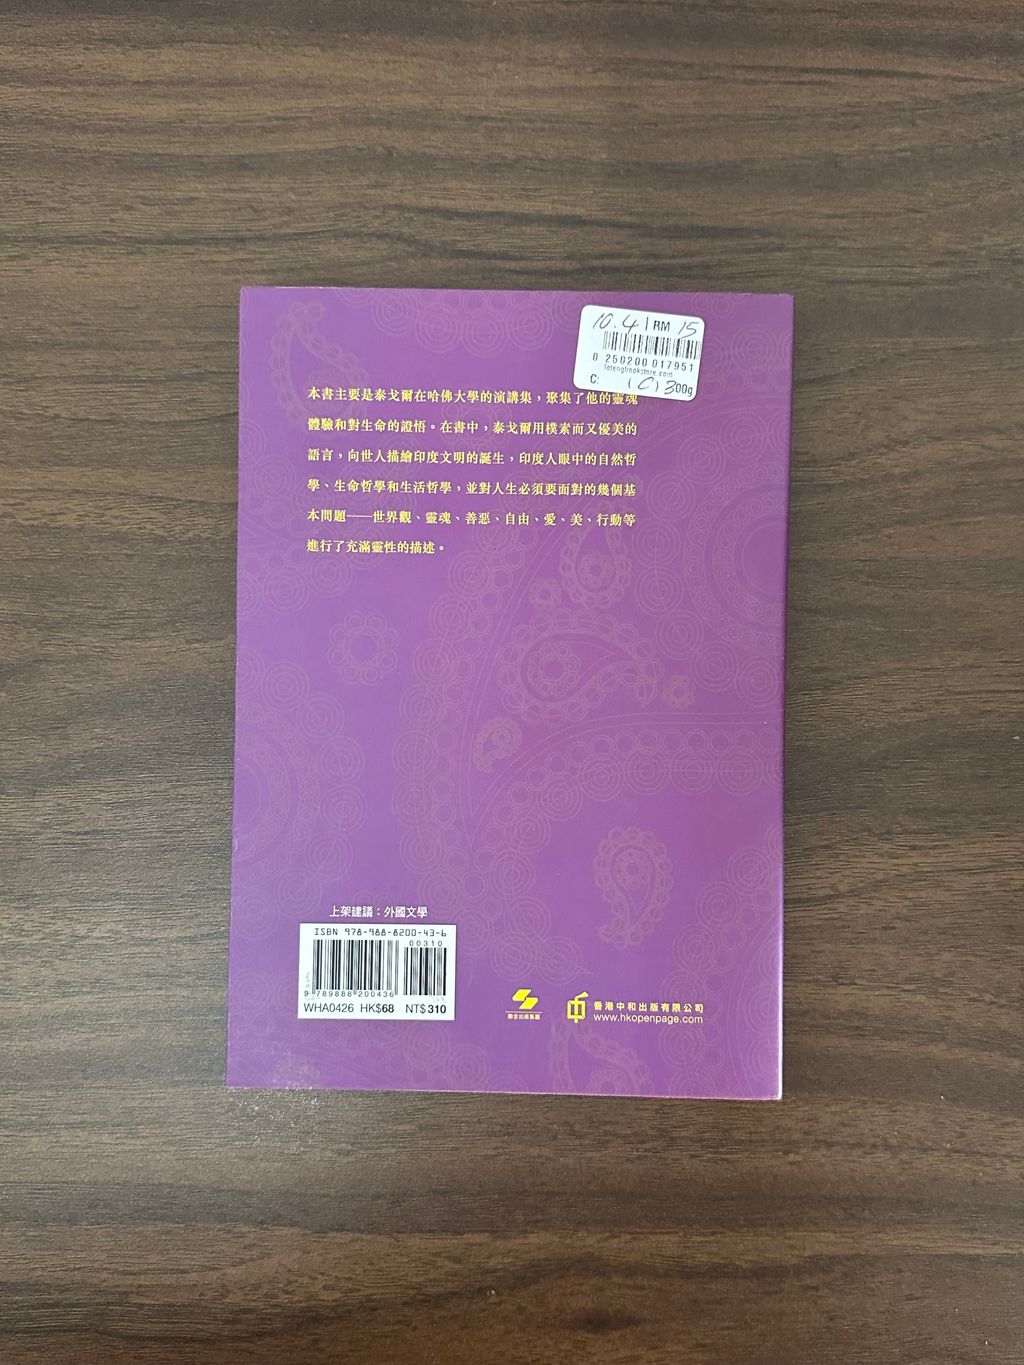 10.4 | RM 15
0 250200 017951
lotengbookstore.com
C: 300g
本書主要是泰戈爾在哈佛大學的演講集，聚集了他的靈魂
體驗和對生命的證悟。在書中，泰戈爾用樸素而又優美的
語言，向世人描繪印度文明的誕生，印度人眼中的自然哲
學、生命哲學和生活哲學，並對人生必須要面對的幾個基
本問題──世界觀、靈魂、善惡、自由、愛、美、行動等
進行了充滿靈性的描述。
上架建議：外國文學
ISBN 978-988-8200-43-6
00310
9 789888 200436
WHA0426 HK$68 NT$310
聯合出版集團
香港中和出版有限公司
www.hkopenpage.com